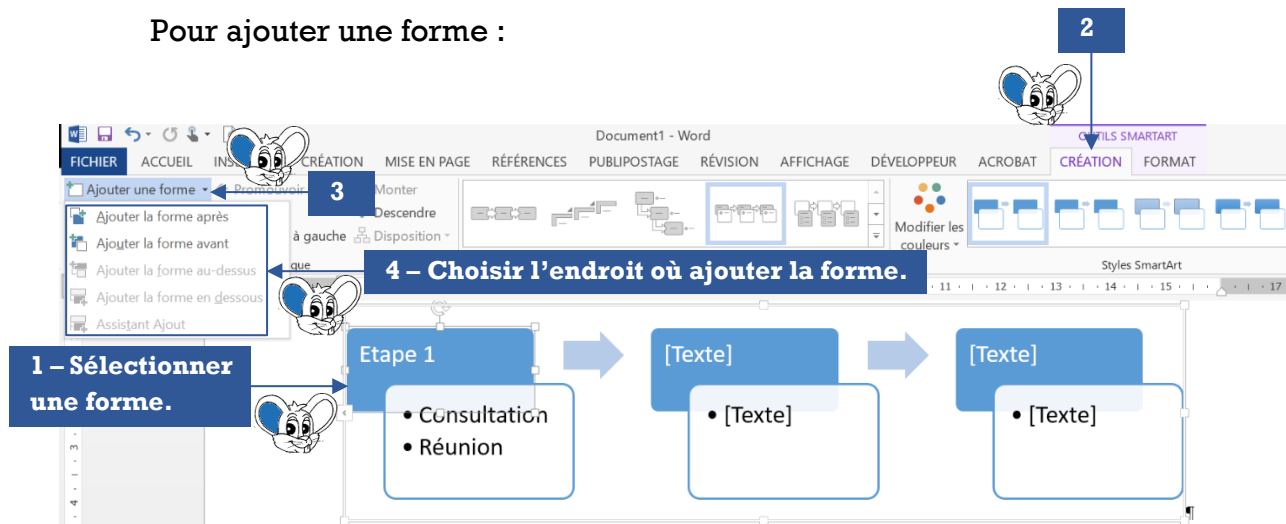 Pour ajouter une forme :
2
Document1 - Word
OUTILS SMARTART
FICHIER ACCUEIL CRÉATION MISE EN PAGE RÉFÉRENCES PUBLIPOSTAGE RÉVISION AFFICHAGE DÉVELOPPEUR ACROBAT CRÉATION FORMAT
Ajouter une forme Promouvoir 3 Monter
Ajouter la forme après Descendre
Modifier les
Ajouter la forme avant à gauche Disposition
couleurs
Ajouter la forme au-dessus 4 – Choisir l’endroit où ajouter la forme. Styles SmartArt
Ajouter la forme en dessous 11 12 13 14 15 17
Assistant Ajout
1 – Sélectionner
une forme.
Etape 1 [Texte] [Texte]
• Consultation • [Texte] • [Texte]
• Réunion
3
4
¶